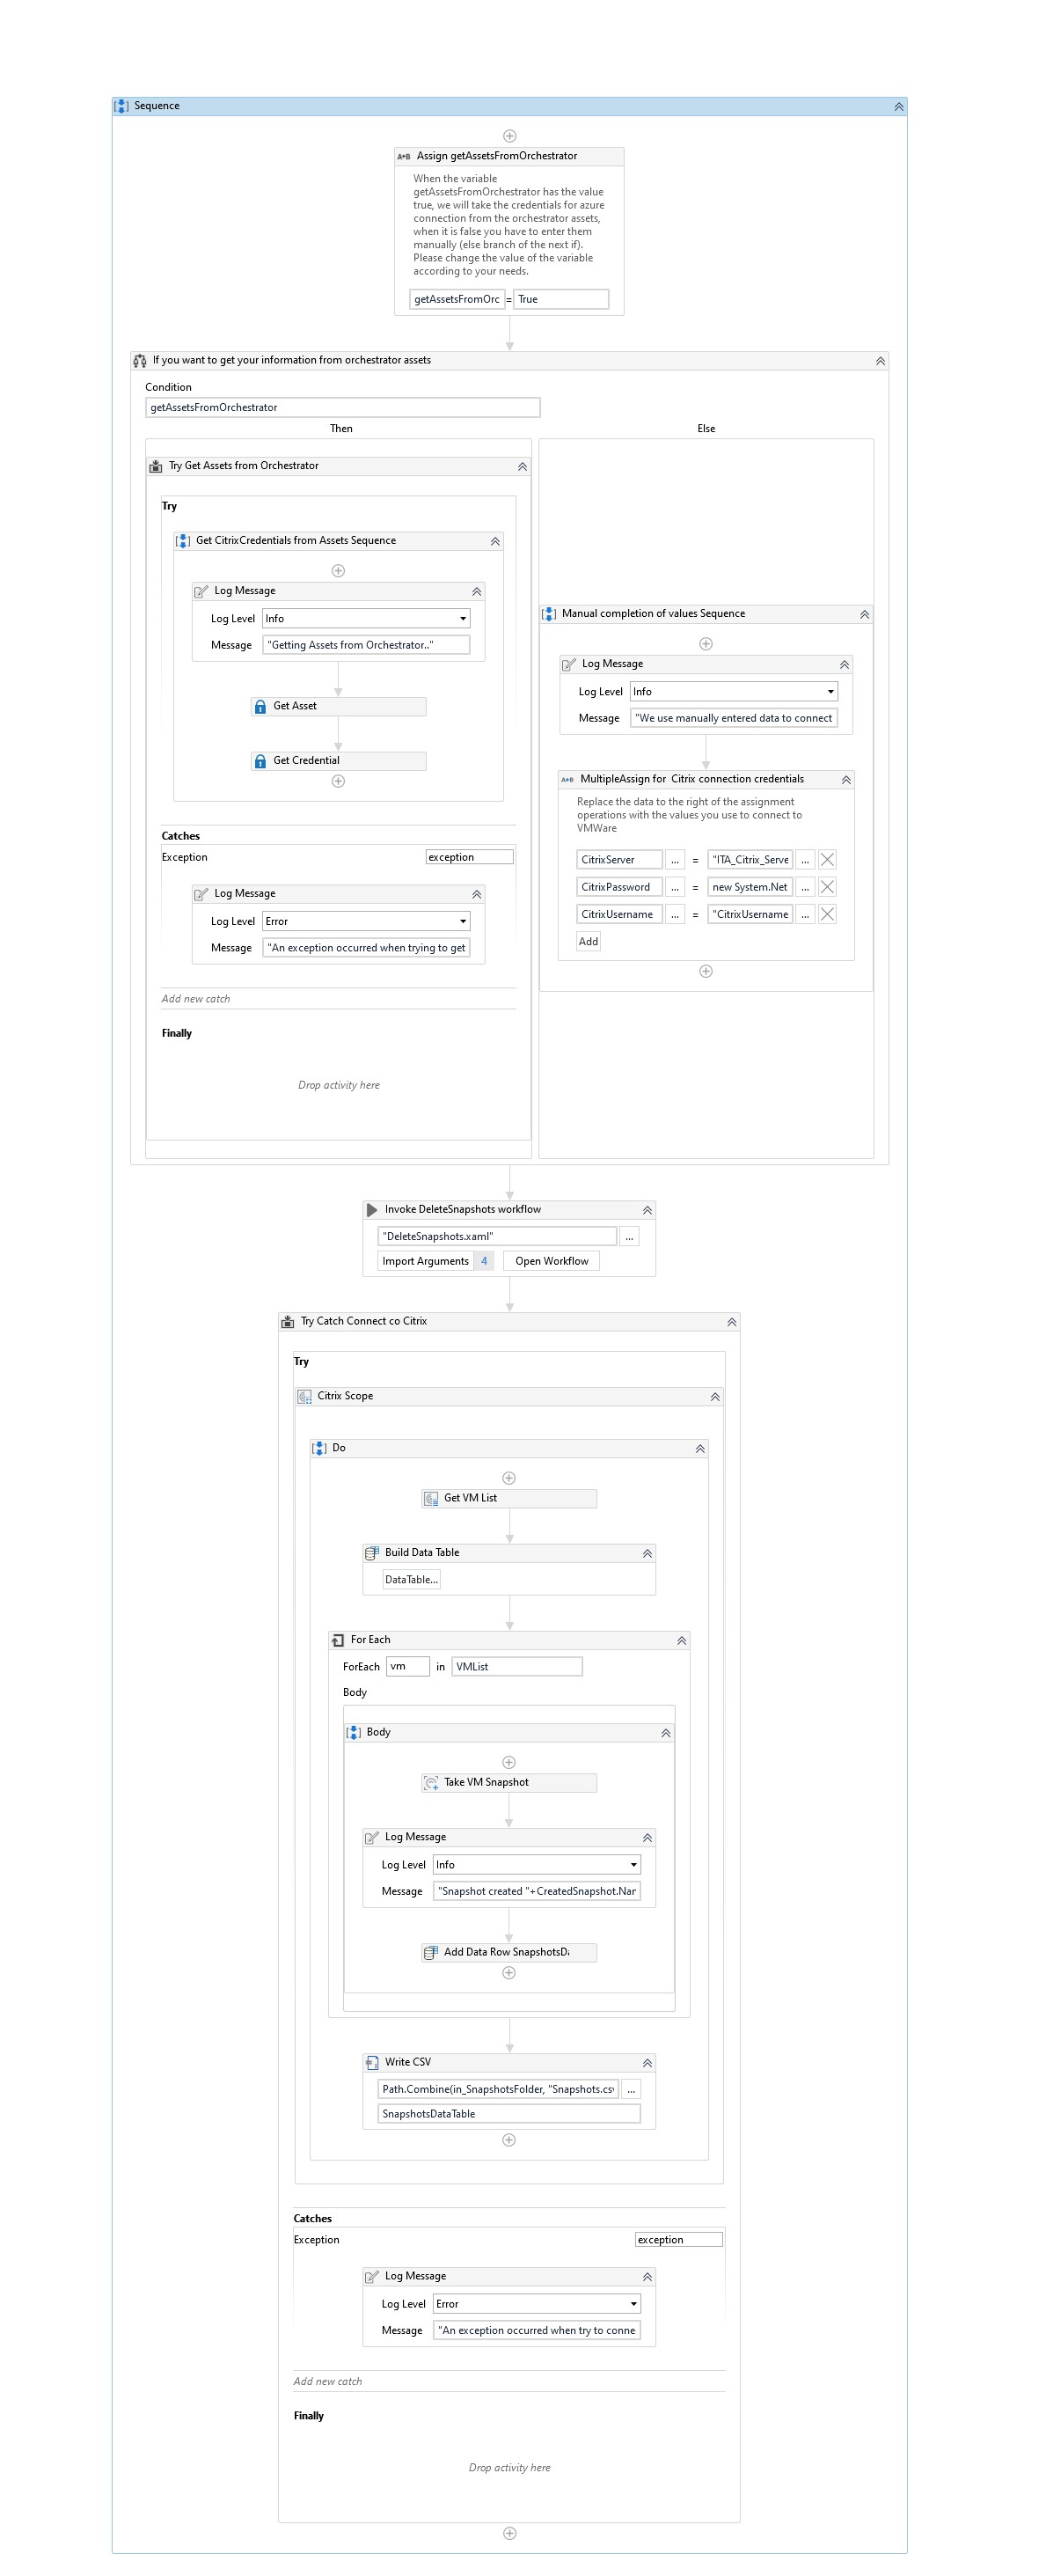 Sequence
A+B Assign getAssetsFromOrchestrator
When the variable
getAssetsFromOrchestrator has the value
true, we will take the credentials for azure
connection from the orchestrator assets,
when it is false you have to enter them
manually (else branch of the next if).
Please change the value of the variable
according to your needs.
getAssetsFromOrc = True
If you want to get your information from orchestrator assets
Condition
getAssetsFromOrchestrator
Then
Else
Try Get Assets from Orchestrator
Try
Get CitrixCredentials from Assets Sequence
Log Message
Log Level Info
Message "Getting Assets from Orchestrator.."
Get Asset
Get Credential
Catches
Exception exception
Log Message
Log Level Error
Message "An exception occurred when trying to get
Add new catch
Finally
Drop activity here
Manual completion of values Sequence
Log Message
Log Level Info
Message "We use manually entered data to connect
A+B MultipleAssign for Citrix connection credentials
Replace the data to the right of the assignment
operations with the values you use to connect to
VMWare
CitrixServer ... = "ITA_Citrix_Serve ...
CitrixPassword ... = new System.Net ...
CitrixUsername ... = "CitrixUsername ...
Add
Invoke DeleteSnapshots workflow
"DeleteSnapshots.xaml" ...
Import Arguments 4 Open Workflow
Try Catch Connect co Citrix
Try
Citrix Scope
Do
Get VM List
Build Data Table
DataTable...
For Each
ForEach vm in VMList
Body
Body
Take VM Snapshot
Log Message
Log Level Info
Message "Snapshot created "+CreatedSnapshot.Nar
Add Data Row SnapshotsDa
Write CSV
Path.Combine(in_SnapshotsFolder, "Snapshots.csv ...
SnapshotsDataTable
Catches
Exception exception
Log Message
Log Level Error
Message "An exception occurred when try to conne
Add new catch
Finally
Drop activity here